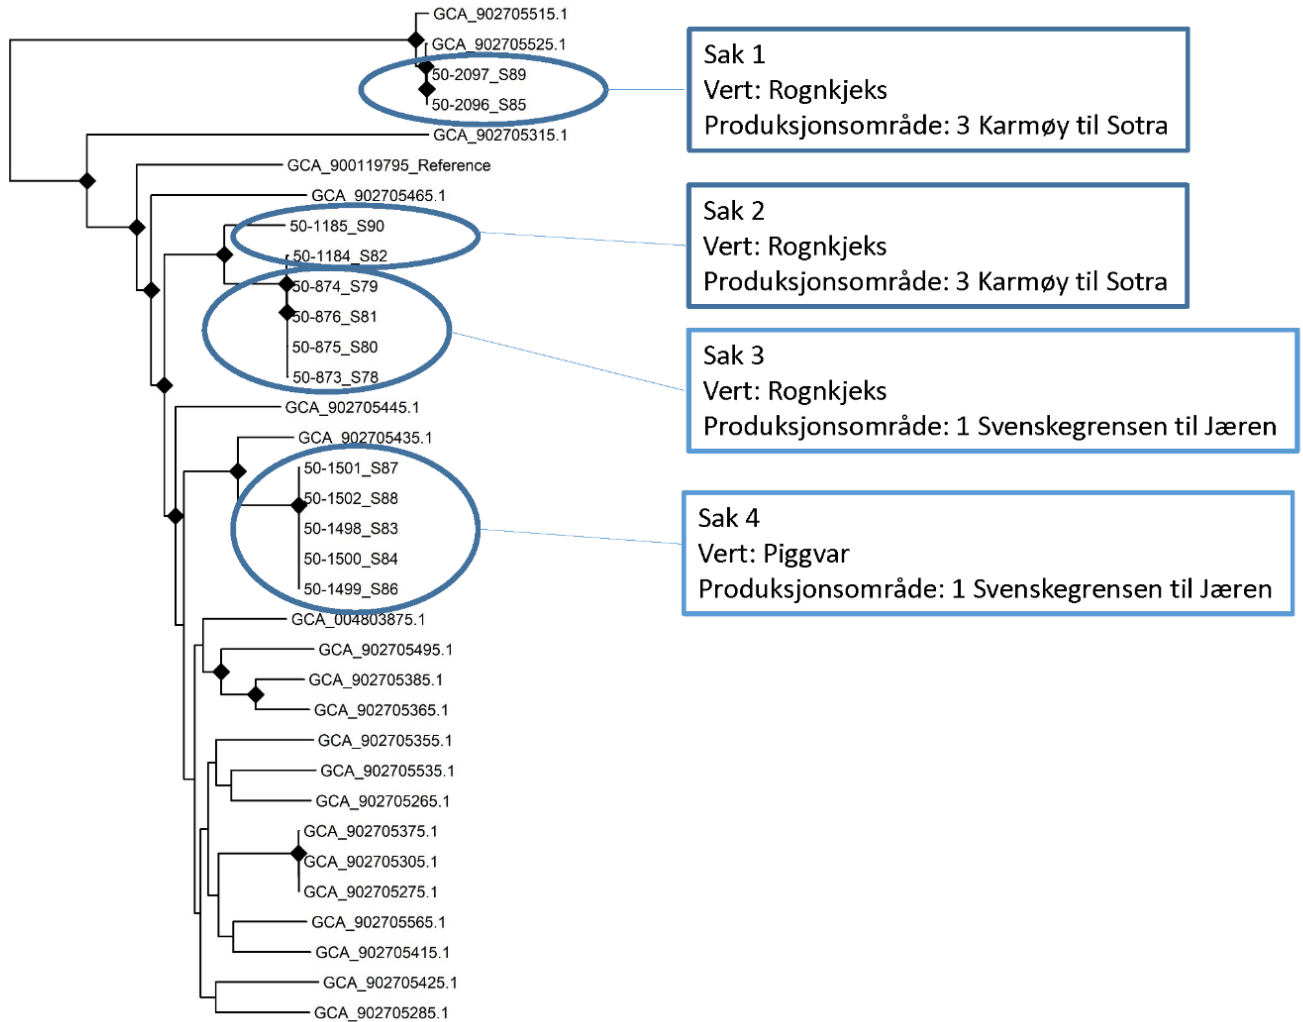 GCA_902705515.1
GCA_902705525.1
50-2097_S89
50-2096_S85
GCA_902705315.1
GCA_900119795_Reference
GCA_902705465.1
50-1185_S90
50-1184_S82
50-874_S79
50-876_S81
50-875_S80
50-873_S78
GCA_902705445.1
GCA_902705435.1
50-1501_S87
50-1502_S88
50-1498_S83
50-1500_S84
50-1499_S86
GCA_004803875.1
GCA_902705495.1
GCA_902705385.1
GCA_902705365.1
GCA_902705355.1
GCA_902705535.1
GCA_902705265.1
GCA_902705375.1
GCA_902705305.1
GCA_902705275.1
GCA_902705565.1
GCA_902705415.1
GCA_902705425.1
GCA_902705285.1
Sak 1
Vert: Rognkjeks
Produksjonsområde: 3 Karmøy til Sotra
Sak 2
Vert: Rognkjeks
Produksjonsområde: 3 Karmøy til Sotra
Sak 3
Vert: Rognkjeks
Produksjonsområde: 1 Svenskegrensen til Jæren
Sak 4
Vert: Piggvar
Produksjonsområde: 1 Svenskegrensen til Jæren